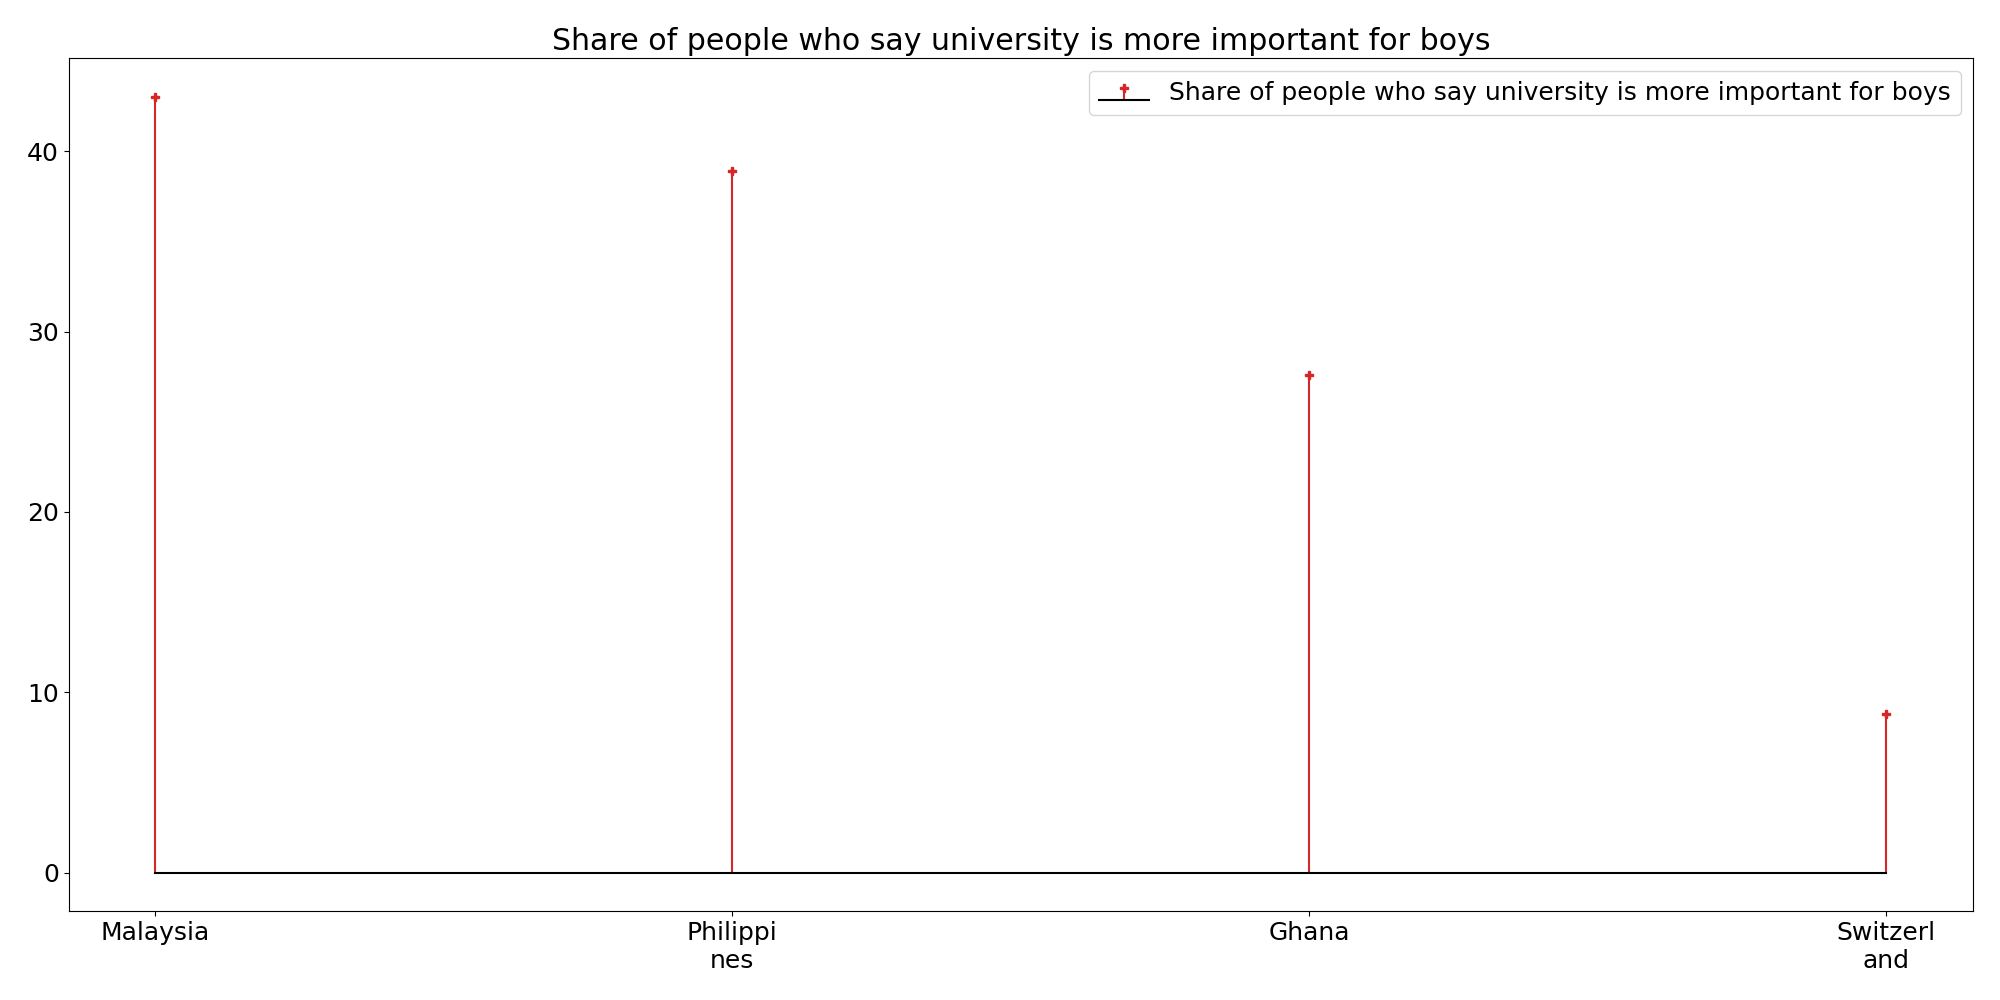 Share of people who say university is more important for boys
Share of people who say university is more important for boys
40
30
20
10
0
Malaysia
Philippi
nes
Ghana
Switzerl
and